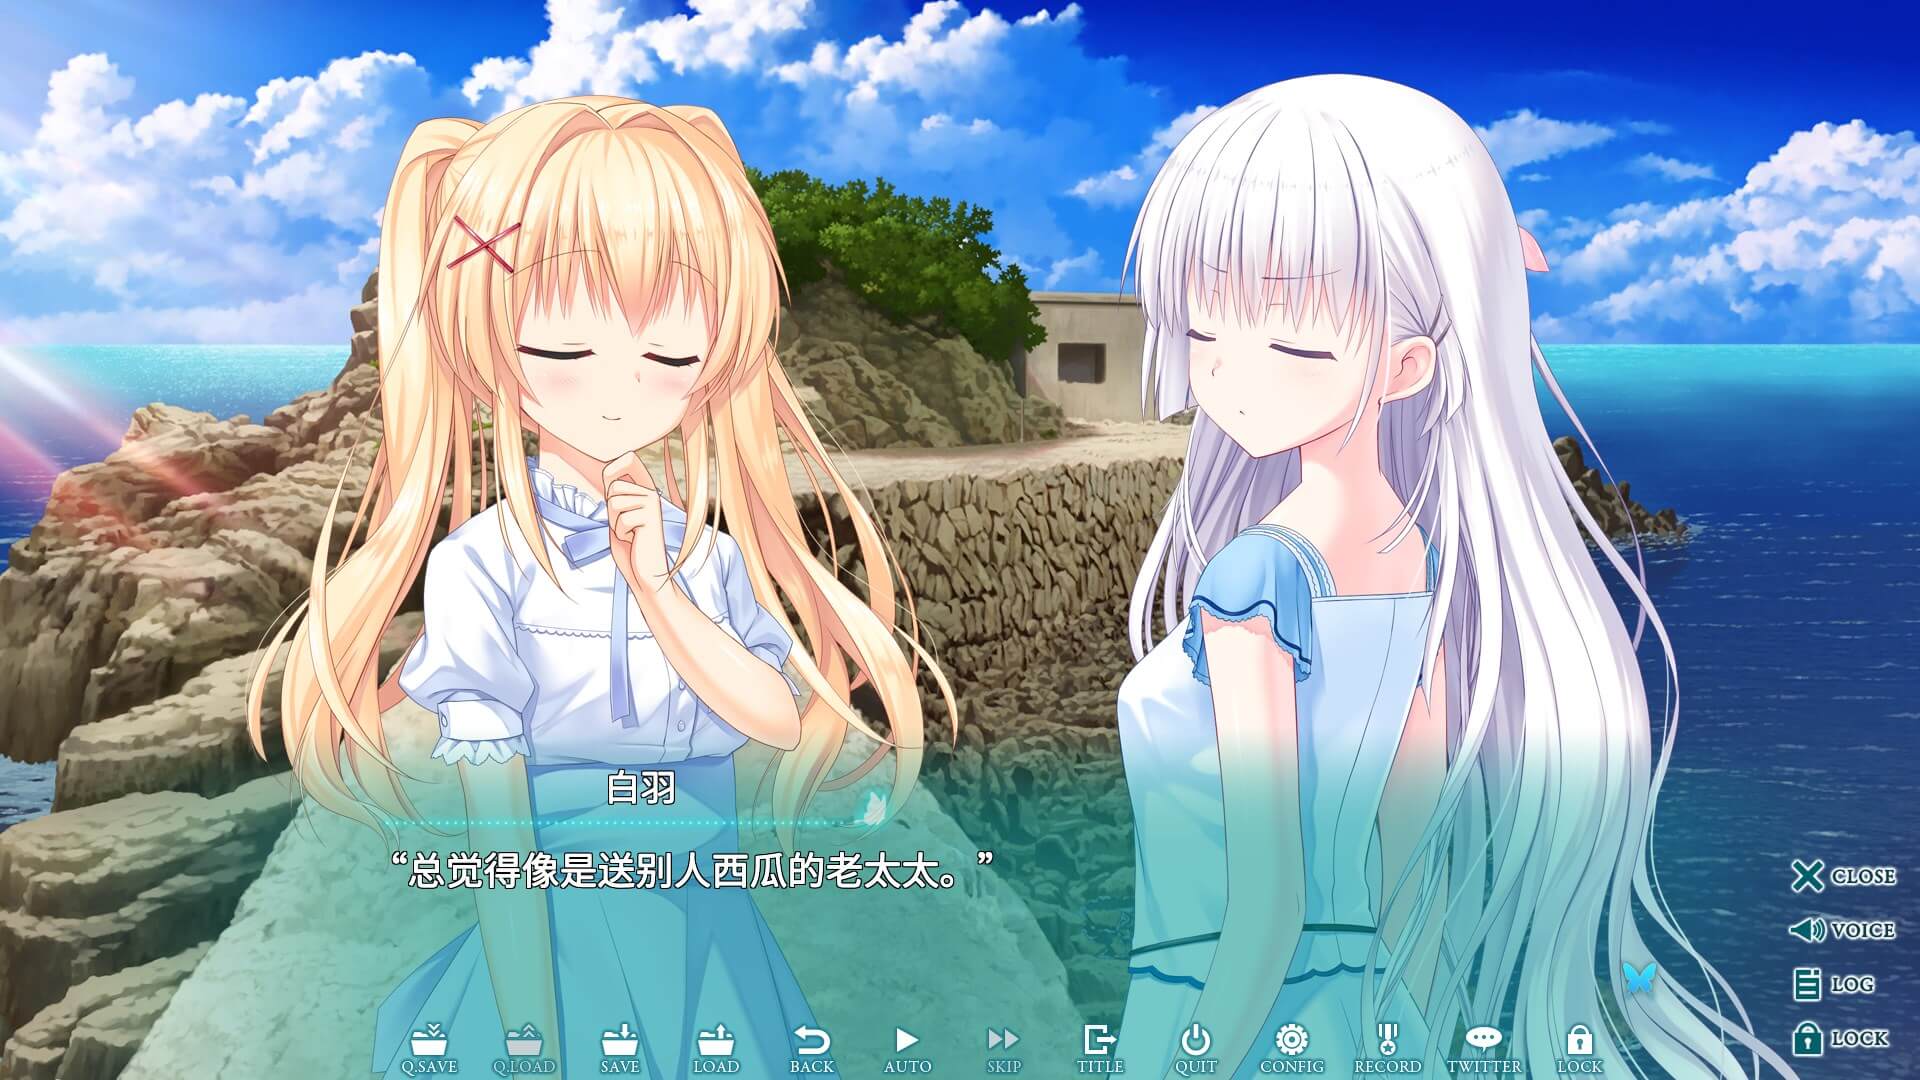 白羽
“总觉得像是送别人西瓜的老太太。”
CLOSE
VOICE
LOG
LOCK
Q.SAVE
Q.LOAD
SAVE
LOAD
BACK
AUTO
SKIP
TITLE
QUIT
CONFIG
RECORD
TWITTER
LOCK